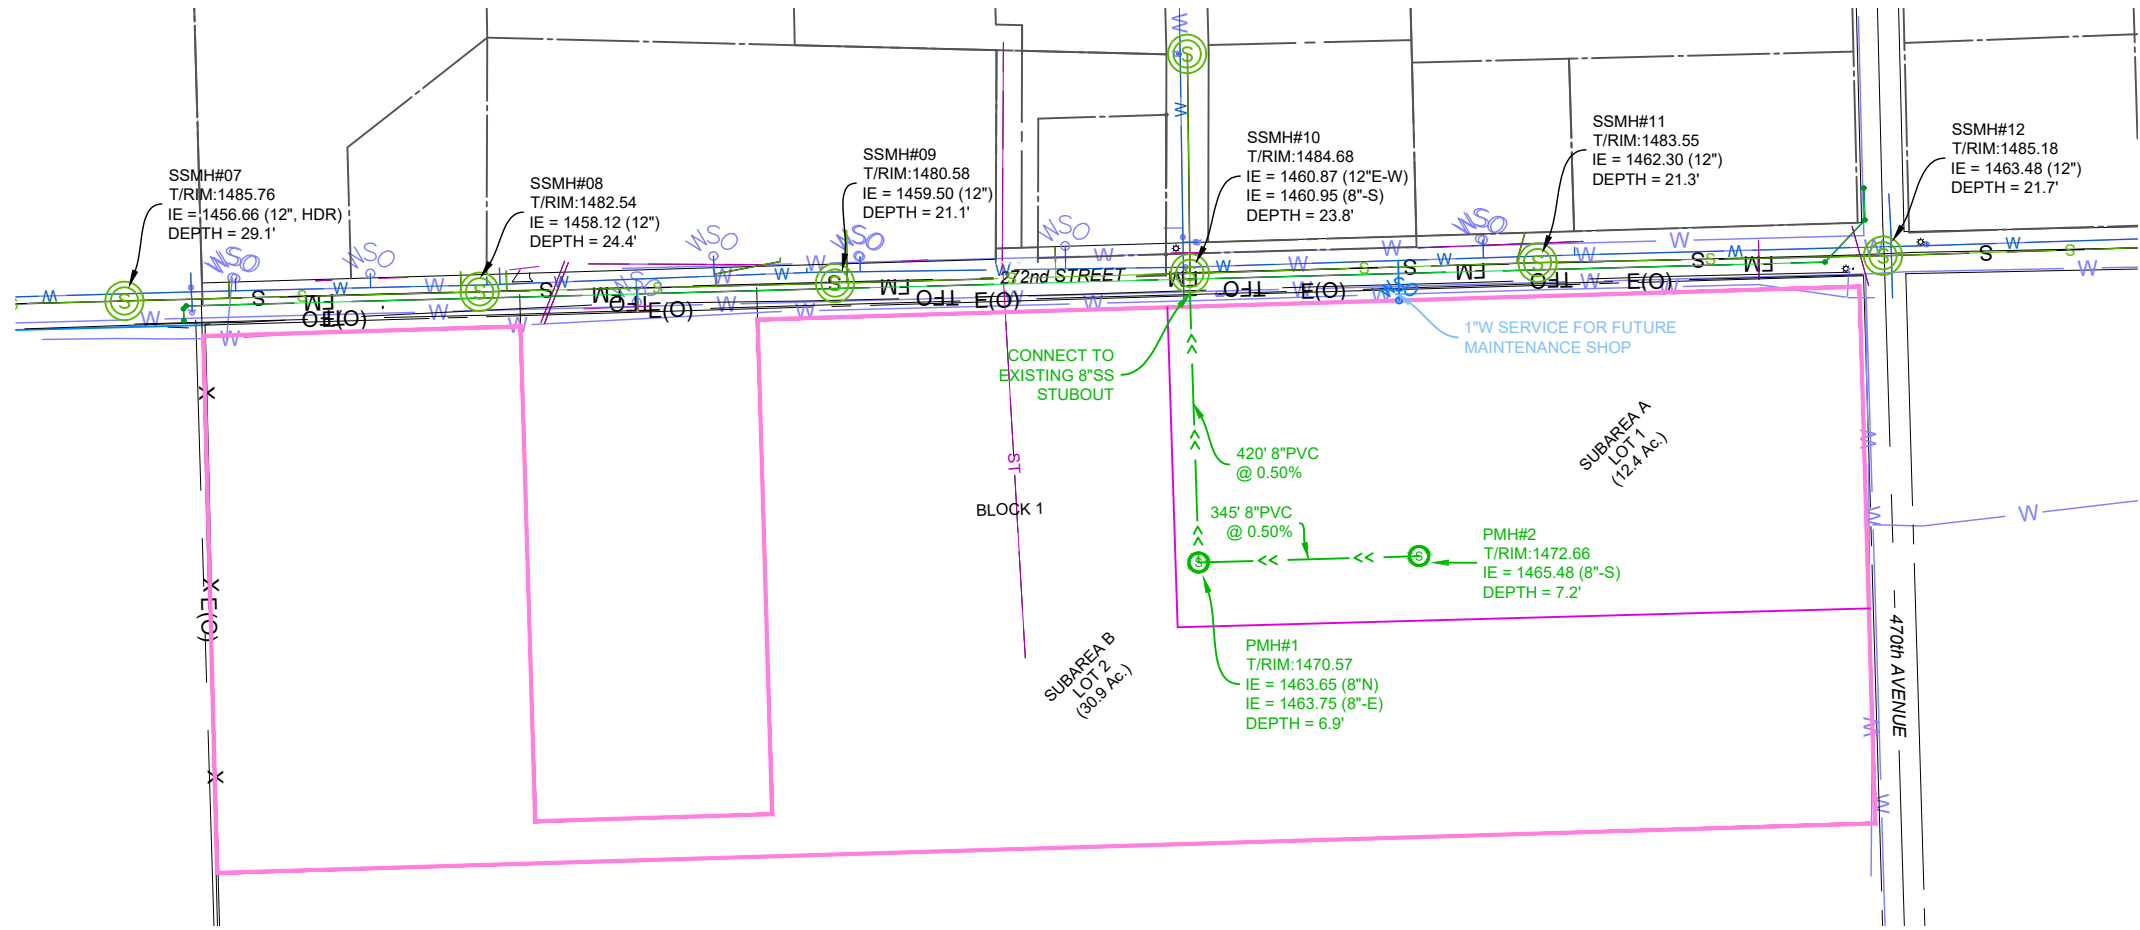 SSMH#07
T/RIM:1485.76
IE = 1456.66 (12", HDR)
DEPTH = 29.1'
SSMH#08
T/RIM:1482.54
IE = 1458.12 (12")
DEPTH = 24.4'
SSMH#09
T/RIM:1480.58
IE = 1459.50 (12")
DEPTH = 21.1'
SSMH#10
T/RIM:1484.68
IE = 1460.87 (12"E-W)
IE = 1460.95 (8"-S)
DEPTH = 23.8'
SSMH#11
T/RIM:1483.55
IE = 1462.30 (12")
DEPTH = 21.3'
SSMH#12
T/RIM:1485.18
IE = 1463.48 (12")
DEPTH = 21.7'
WSO
WSO
WSO
WSO
WSO
WSO
272nd STREET
W
S
FM
TFO
E(O)
S
FM
TFO
E(O)
FM
TFO
E(O)
FM
TFO
E(O)
S
FM
TFO
E(O)
S
FM
S
W
1"W SERVICE FOR FUTURE
MAINTENANCE SHOP
CONNECT TO
EXISTING 8"SS
STUBOUT
420' 8"PVC
@ 0.50%
345' 8"PVC
@ 0.50%
SUBAREA A
LOT 1
(12.4 Ac.)
ST
BLOCK 1
PMH#2
T/RIM:1472.66
IE = 1465.48 (8"-S)
DEPTH = 7.2'
PMH#1
T/RIM:1470.57
IE = 1463.65 (8"N)
IE = 1463.75 (8"-E)
DEPTH = 6.9'
SUBAREA B
LOT 2
(30.9 Ac.)
X
X
E(O)
X
470th AVENUE
W
W
W
W
W